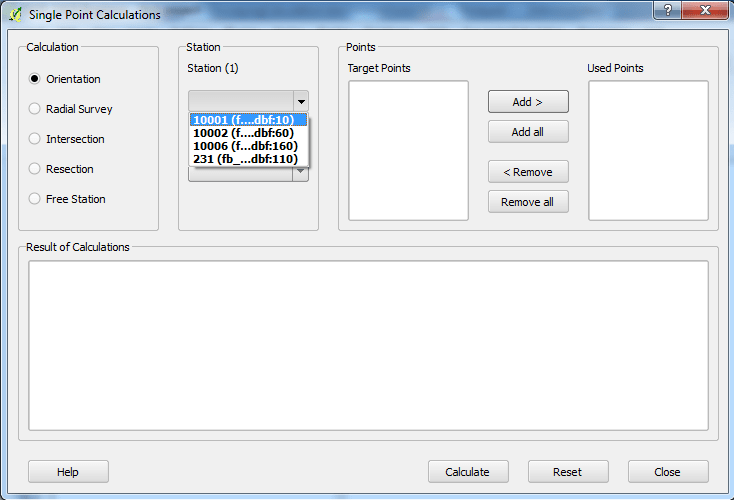 Single Point Calculations
?
X
Calculation
Orientation
Radial Survey
Intersection
Resection
Free Station
Station
Station (1)
10001 (f....dbf:10)
10002 (f....dbf:60)
10006 (f...dbf:160)
231 (fb_...dbf:110)
Points
Target Points
Add >
Add all
< Remove
Remove all
Used Points
Result of Calculations
Help
Calculate
Reset
Close